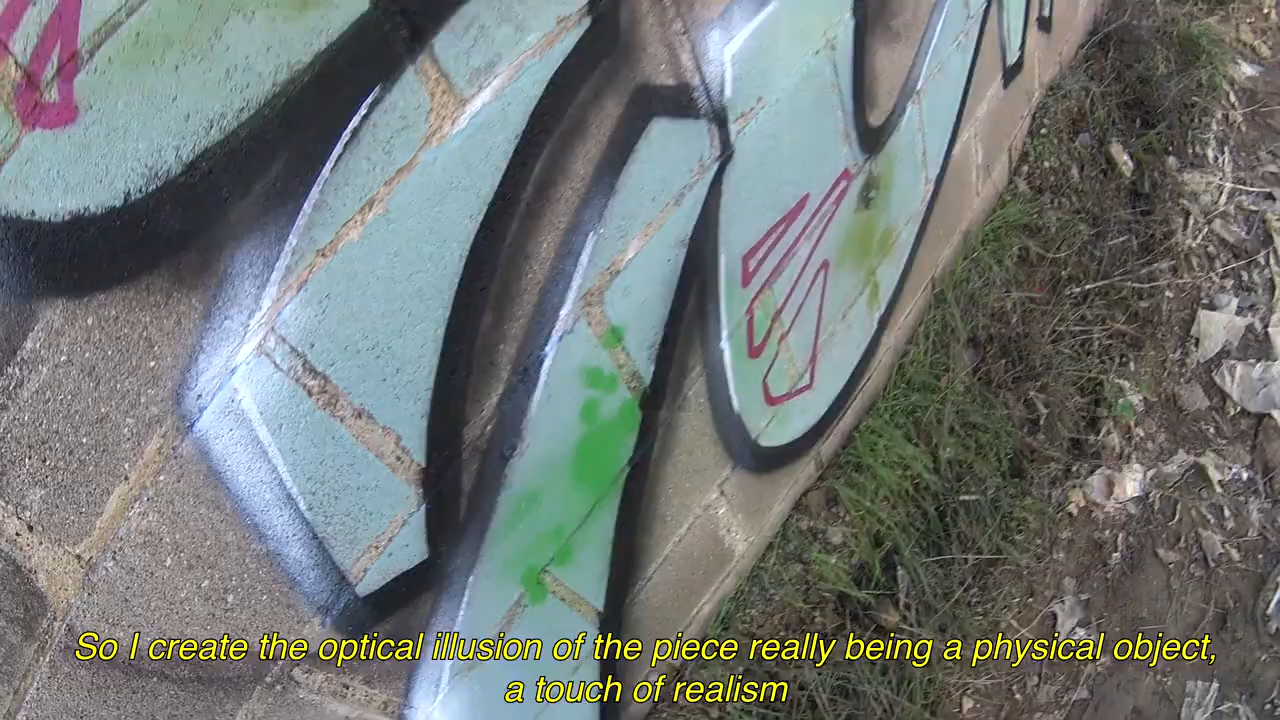 So I create the optical illusion of the piece really being a physical object,
a touch of realism